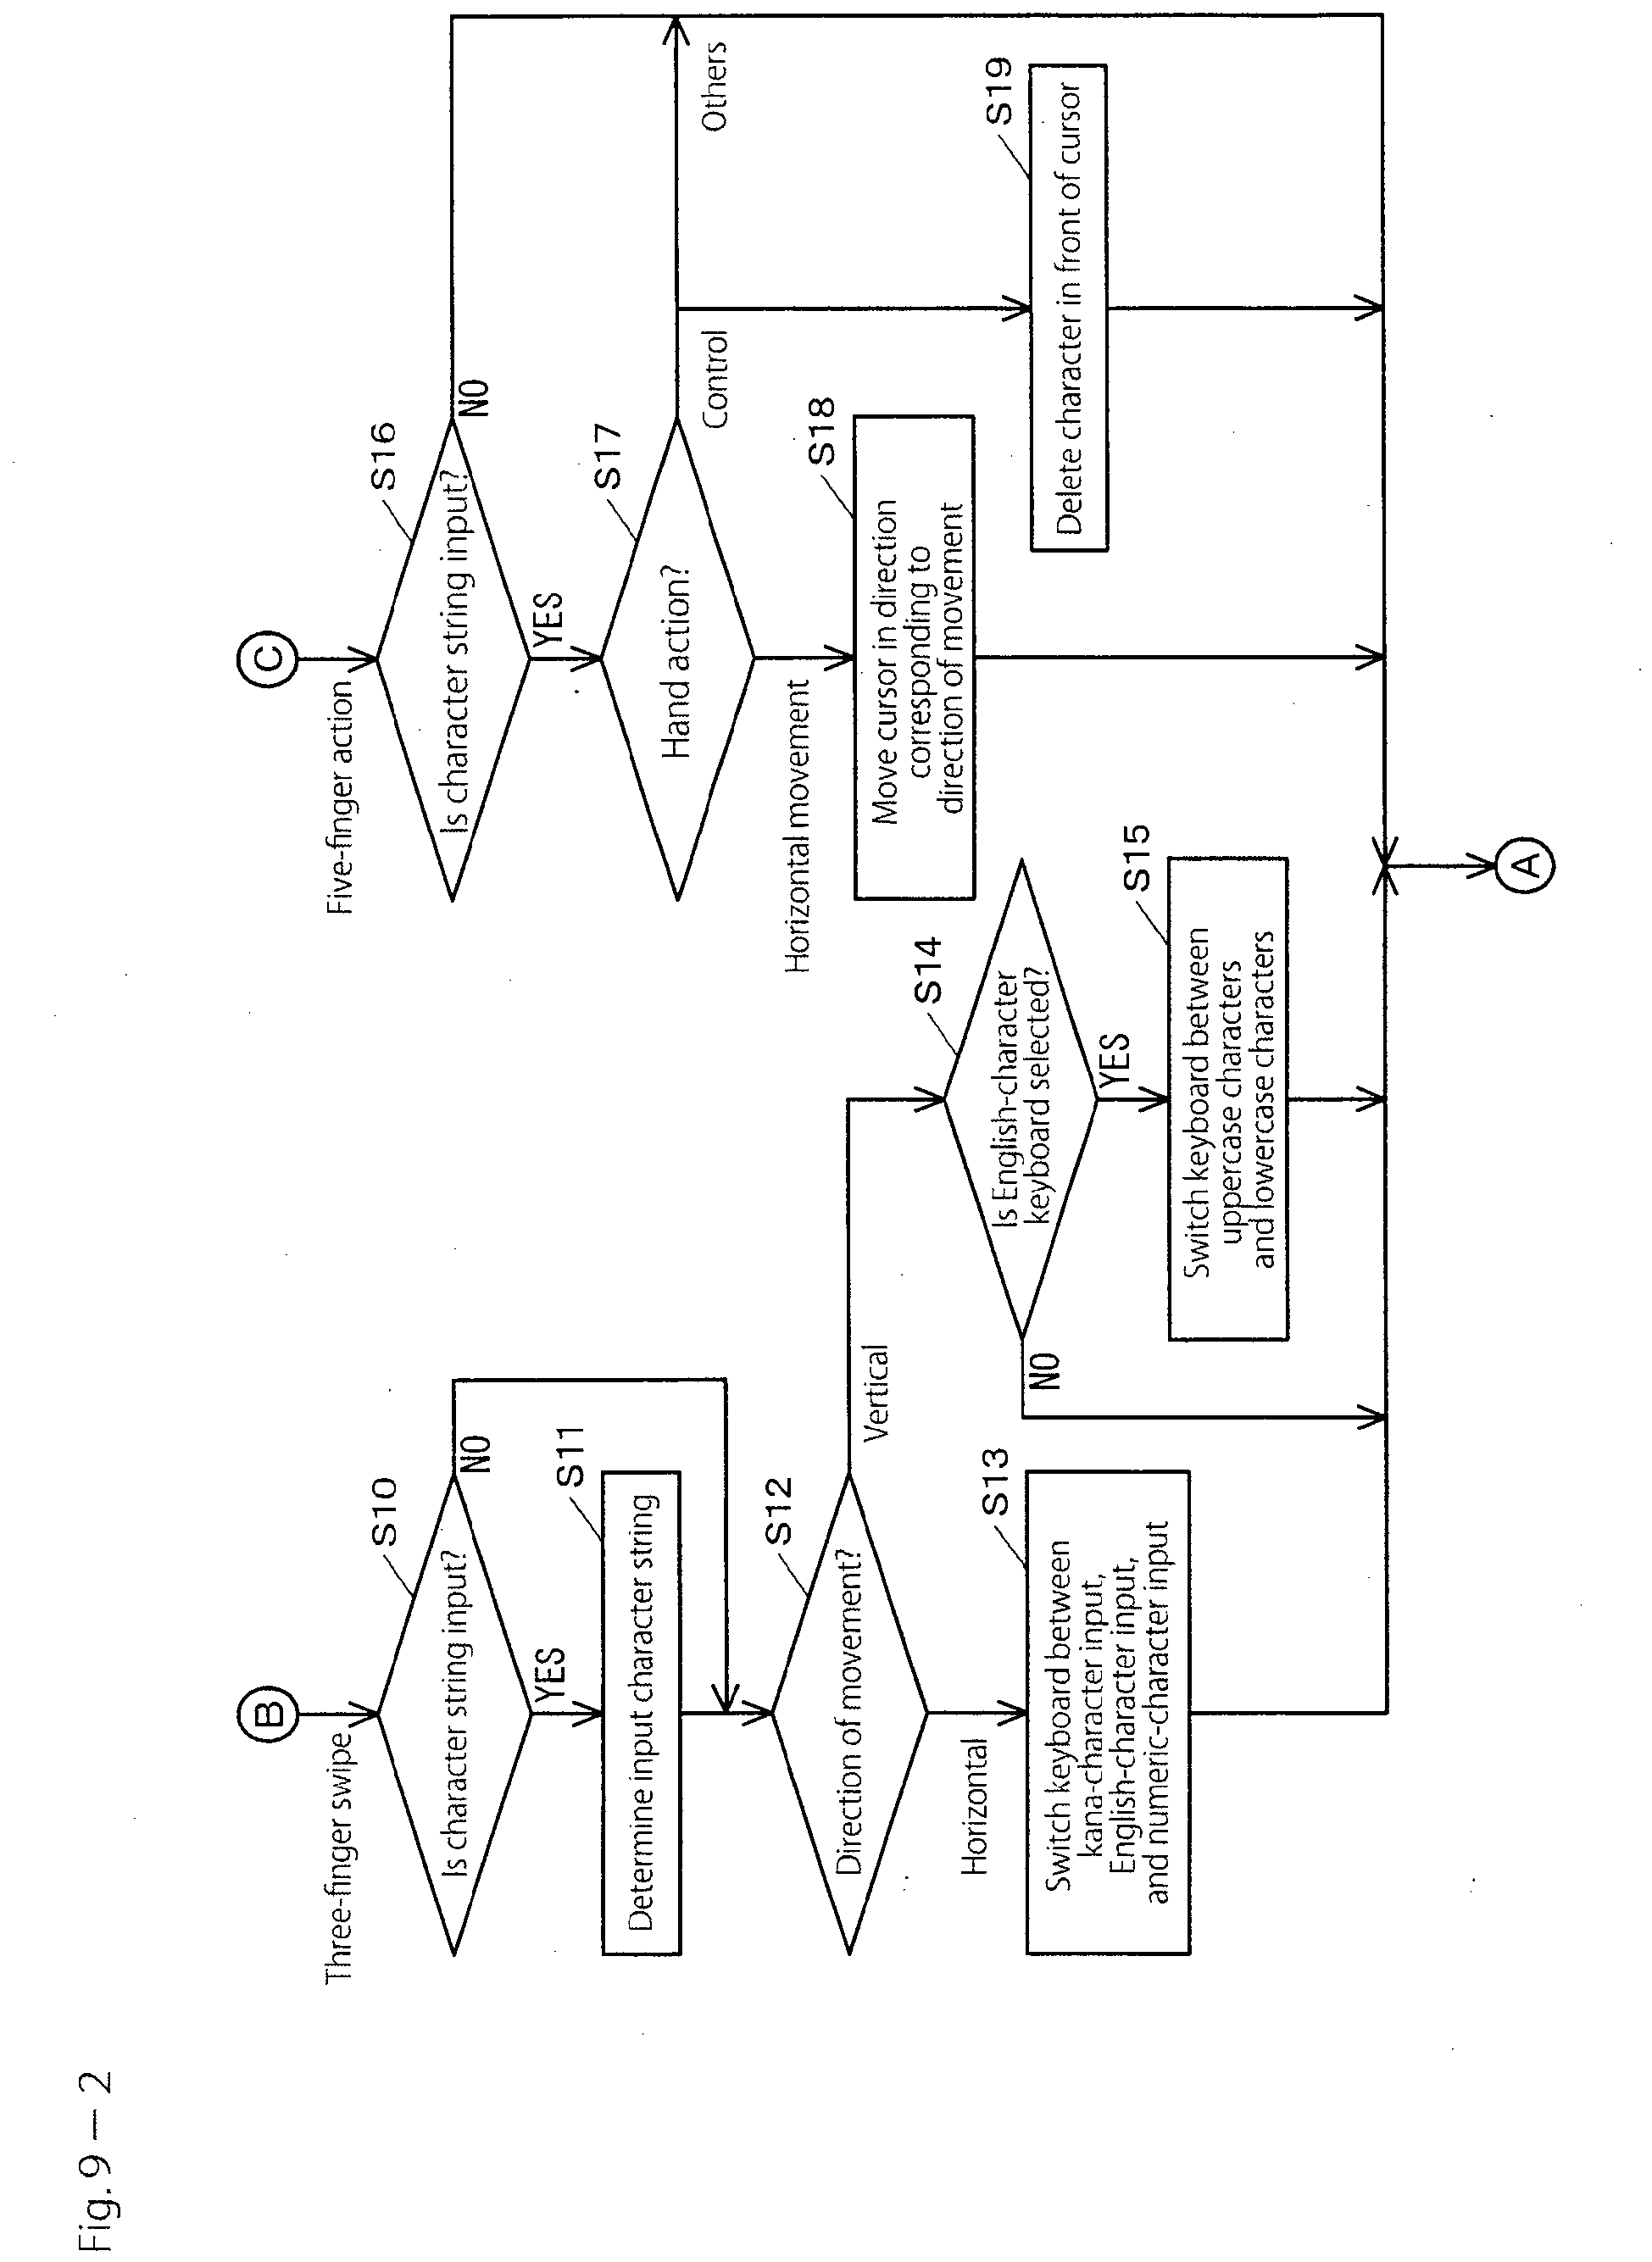 Fig. 9-2
B
Three-finger swipe
S10
Is character string input?
NO
YES
S11
Determine input character string
S12
Direction of movement?
Vertical
Horizontal
S13
Switch keyboard between
kana-character input,
English-character input,
and numeric-character input
S14
Is English-character
keyboard selected?
NO
YES
S15
Switch keyboard between
uppercase characters
and lowercase characters
C
Five-finger action
S16
Is character string input?
NO
YES
S17
Hand action?
Others
Control
Horizontal movement
S18
Move cursor in direction
corresponding to
direction of movement
S19
Delete character in front of cursor
A